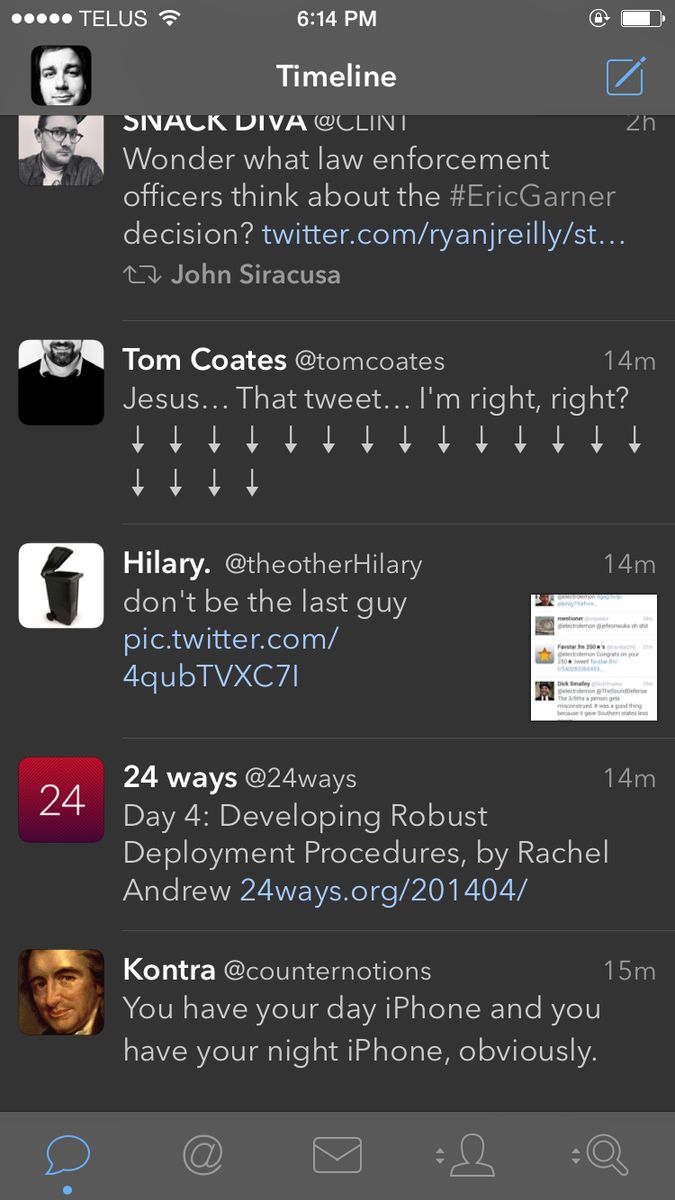 TELUS 6:14 PM
Timeline
SNACK DIVA @CLINT 2h
Wonder what law enforcement
officers think about the #EricGarner
decision? twitter.com/ryanjreilly/st…
John Siracusa
Tom Coates @tomcoates 14m
Jesus… That tweet… I'm right, right?
↓ ↓ ↓ ↓ ↓ ↓ ↓ ↓ ↓ ↓ ↓ ↓ ↓ ↓
↓ ↓ ↓ ↓
Hilary. @theotherHilary 14m
don't be the last guy
pic.twitter.com/
4qubTVXC7I
mentioner
@electrolemon @jefeonwuka oh shit
Favstar.fm 250★'s
@electrolemon Congrats on your
250★ tweet!
Dick Smalley
@electrolemon @TheSoundDefense
The 3/5ths a person gets
misconstrued. It was a good thing
because it gave Southern states less
24
24 ways @24ways 14m
Day 4: Developing Robust
Deployment Procedures, by Rachel
Andrew 24ways.org/201404/
Kontra @counternotions 15m
You have your day iPhone and you
have your night iPhone, obviously.
@